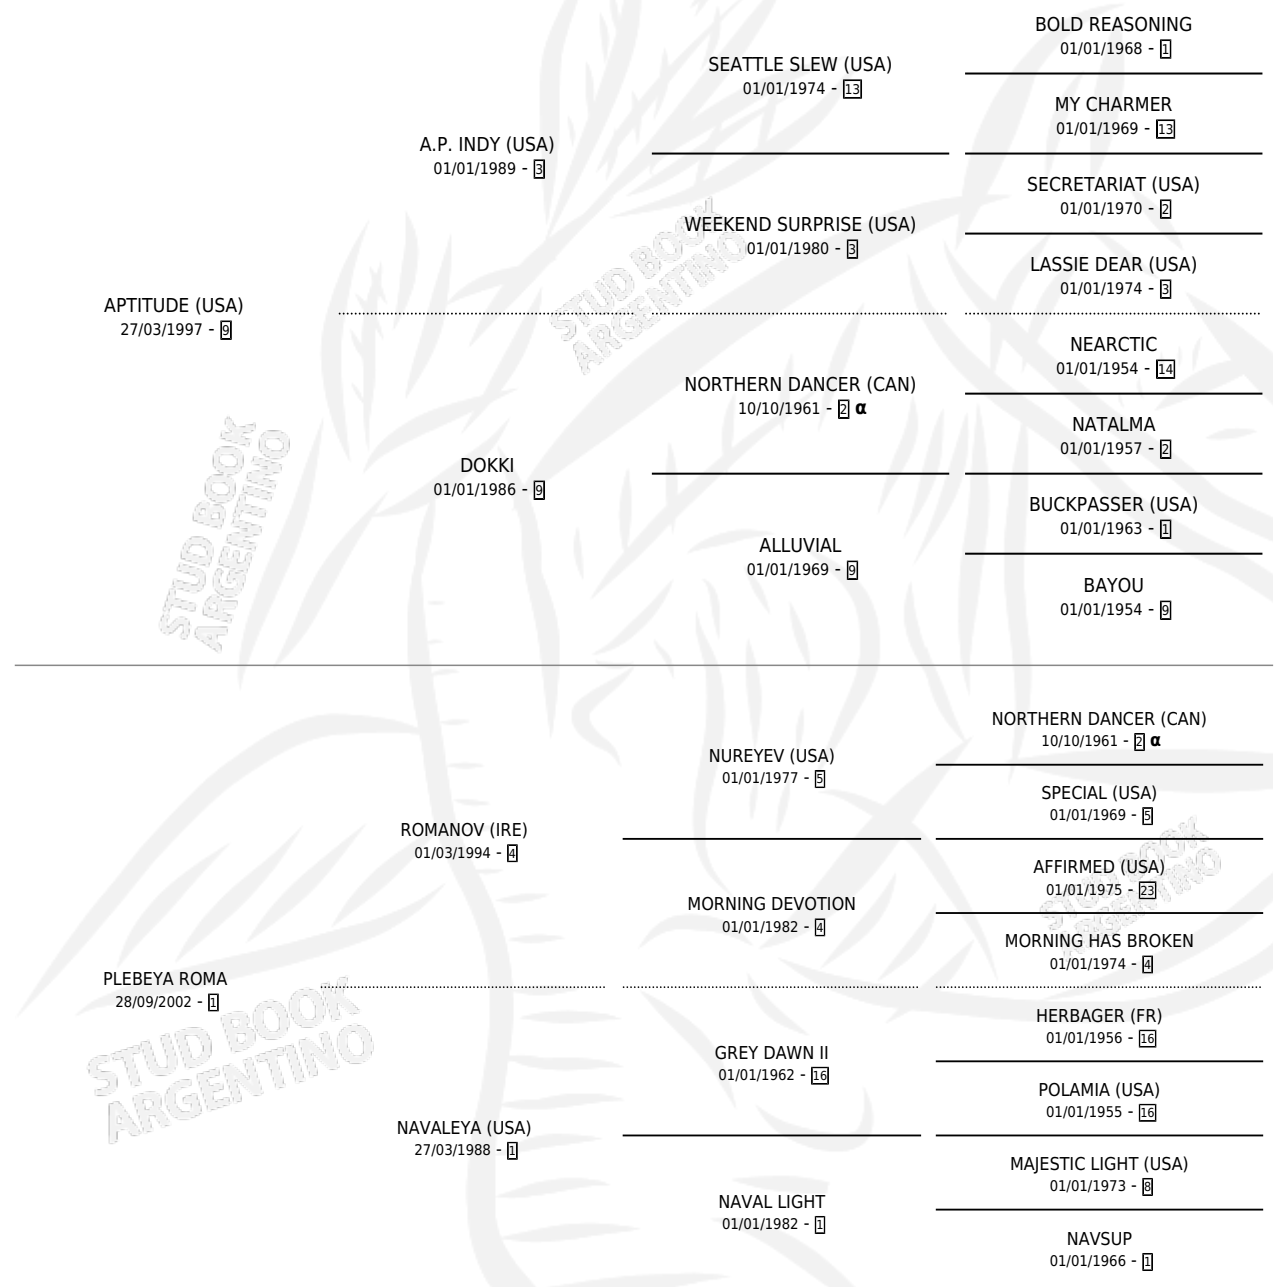 BOLD REASONING
01/01/1968 - 1
SEATTLE SLEW (USA)
01/01/1974 - 13
MY CHARMER
01/01/1969 - 13
A.P. INDY (USA)
01/01/1989 - 3
SECRETARIAT (USA)
01/01/1970 - 2
WEEKEND SURPRISE (USA)
01/01/1980 - 3
LASSIE DEAR (USA)
01/01/1974 - 3
APTITUDE (USA)
27/03/1997 - 9
NEARCTIC
01/01/1954 - 14
NORTHERN DANCER (CAN)
10/10/1961 - 2 α
NATALMA
01/01/1957 - 2
DOKKI
01/01/1986 - 9
BUCKPASSER (USA)
01/01/1963 - 1
ALLUVIAL
01/01/1969 - 9
BAYOU
01/01/1954 - 9
NORTHERN DANCER (CAN)
10/10/1961 - 2 α
NUREYEV (USA)
01/01/1977 - 5
SPECIAL (USA)
01/01/1969 - 5
ROMANOV (IRE)
01/03/1994 - 4
AFFIRMED (USA)
01/01/1975 - 23
MORNING DEVOTION
01/01/1982 - 4
MORNING HAS BROKEN
01/01/1974 - 4
PLEBEYA ROMA
28/09/2002 - 1
HERBAGER (FR)
01/01/1956 - 16
GREY DAWN II
01/01/1962 - 16
POLAMIA (USA)
01/01/1955 - 16
NAVALEYA (USA)
27/03/1988 - 1
MAJESTIC LIGHT (USA)
01/01/1973 - 8
NAVAL LIGHT
01/01/1982 - 1
NAVSUP
01/01/1966 - 1
STUD BOOK
ARGENTINO
STUD BOOK
ARGENTINO
STUD BOOK
ARGENTINO
STUD BOOK
ARGENTINO